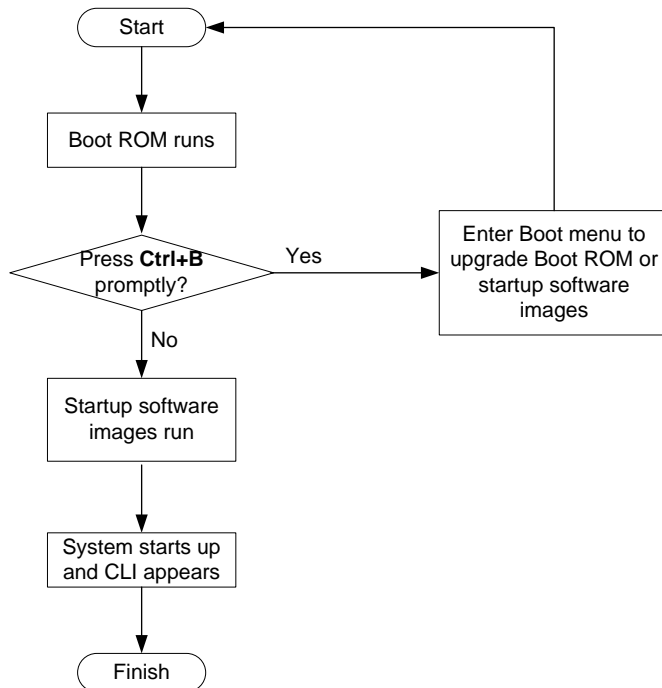 Start
Boot ROM runs
Press Ctrl+B
promptly?
Yes
Enter Boot menu to
upgrade Boot ROM or
startup software
images
No
Startup software
images run
System starts up
and CLI appears
Finish